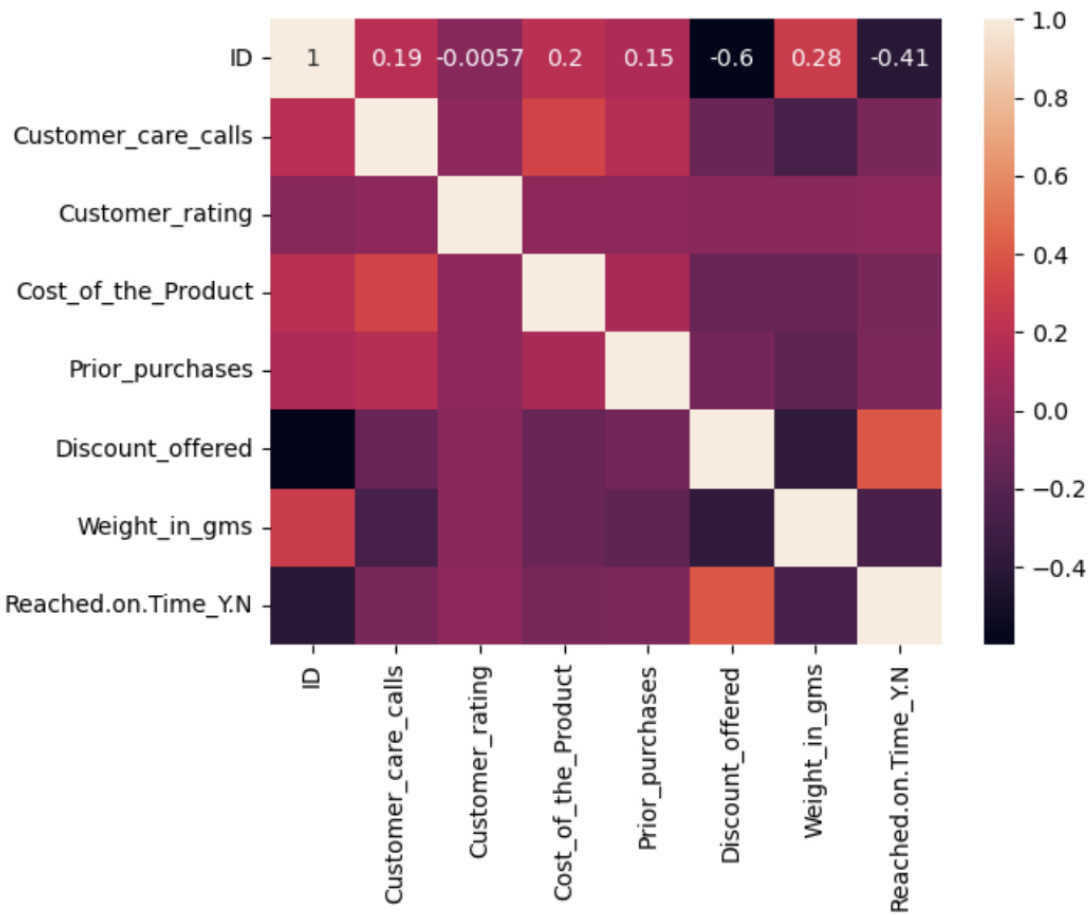 ID 1 0.19 -0.0057 0.2 0.15 -0.6 0.28 -0.41
Customer_care_calls
Customer_rating
Cost_of_the_Product
Prior_purchases
Discount_offered
Weight_in_gms
Reached.on.Time_Y.N
ID
Customer_care_calls
Customer_rating
Cost_of_the_Product
Prior_purchases
Discount_offered
Weight_in_gms
Reached.on.Time_Y.N
1.0
0.8
0.6
0.4
0.2
0.0
−0.2
−0.4